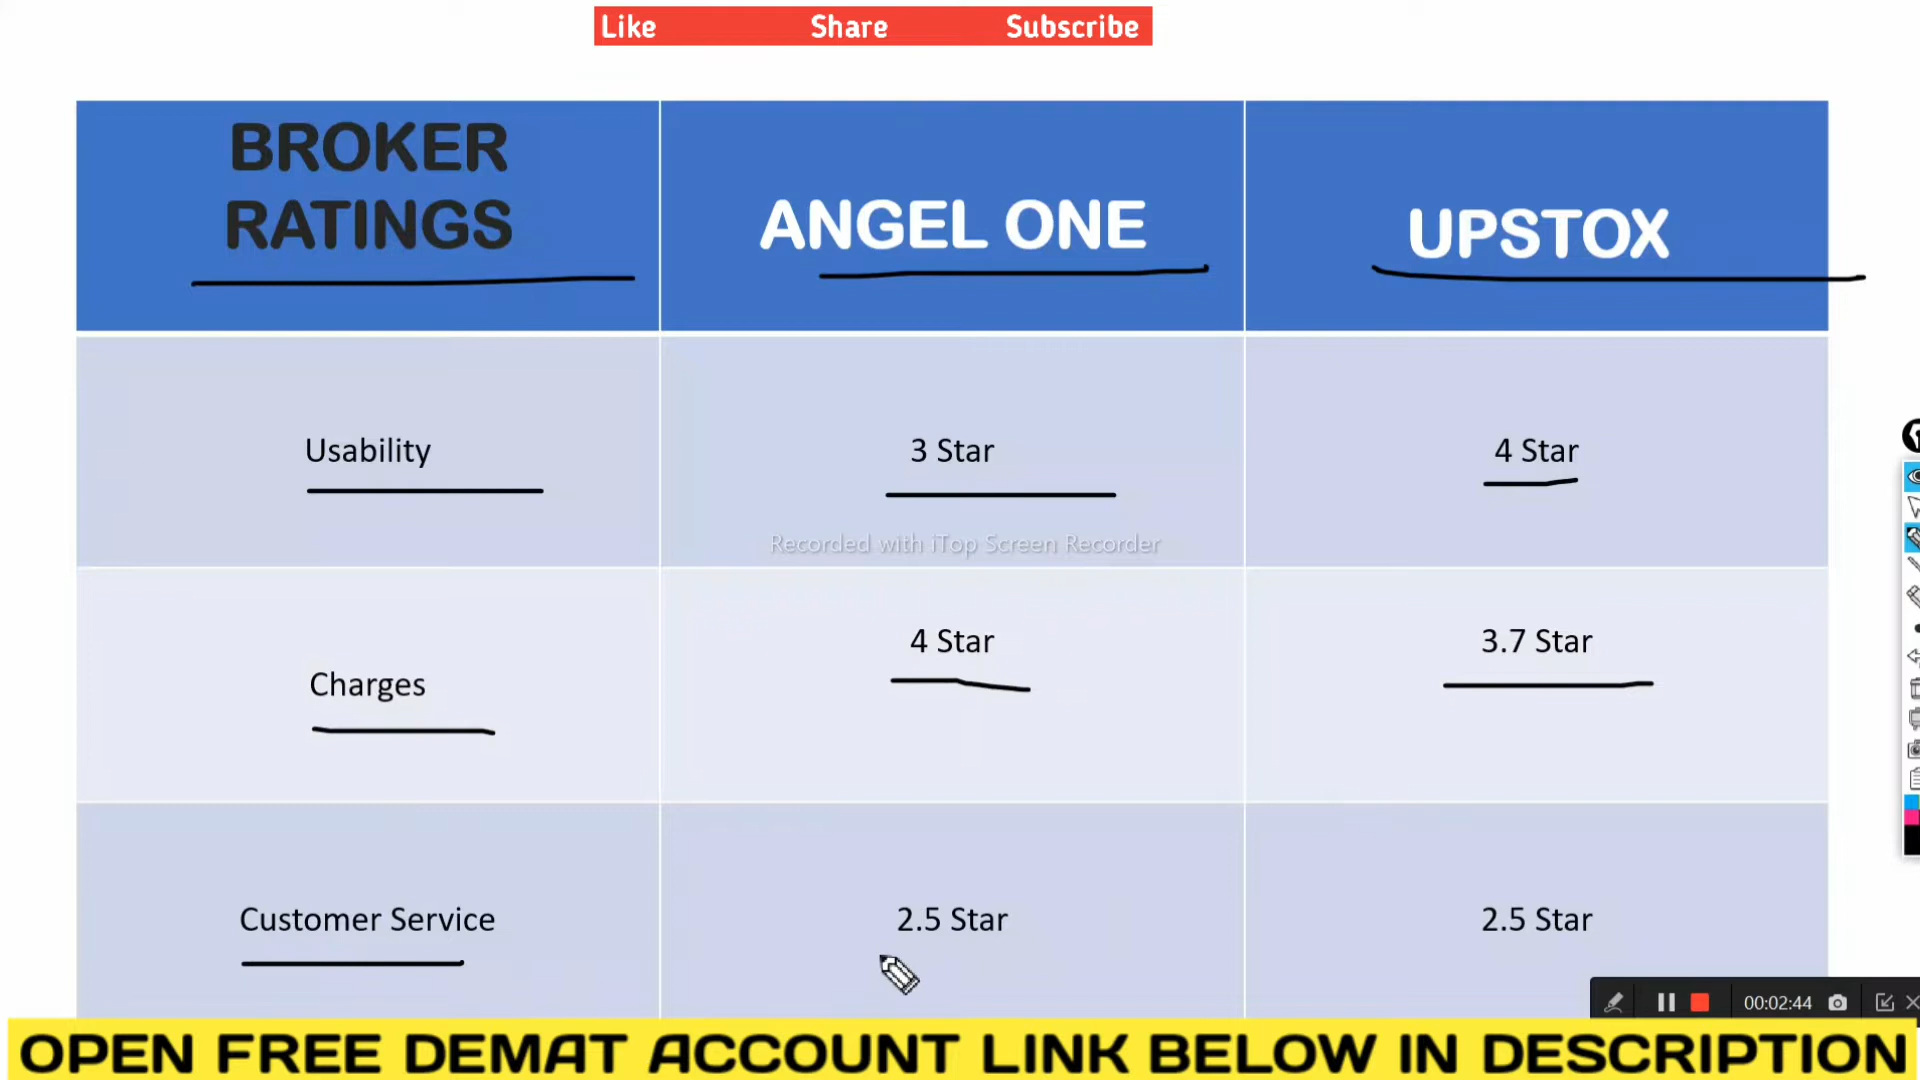 Like Share Subscribe
BROKER
RATINGS
ANGEL ONE
UPSTOX
Usability
3 Star
4 Star
Recorded with iTop Screen Recorder
Charges
4 Star
3.7 Star
Customer Service
2.5 Star
2.5 Star
00:02:44
OPEN FREE DEMAT ACCOUNT LINK BELOW IN DESCRIPTION